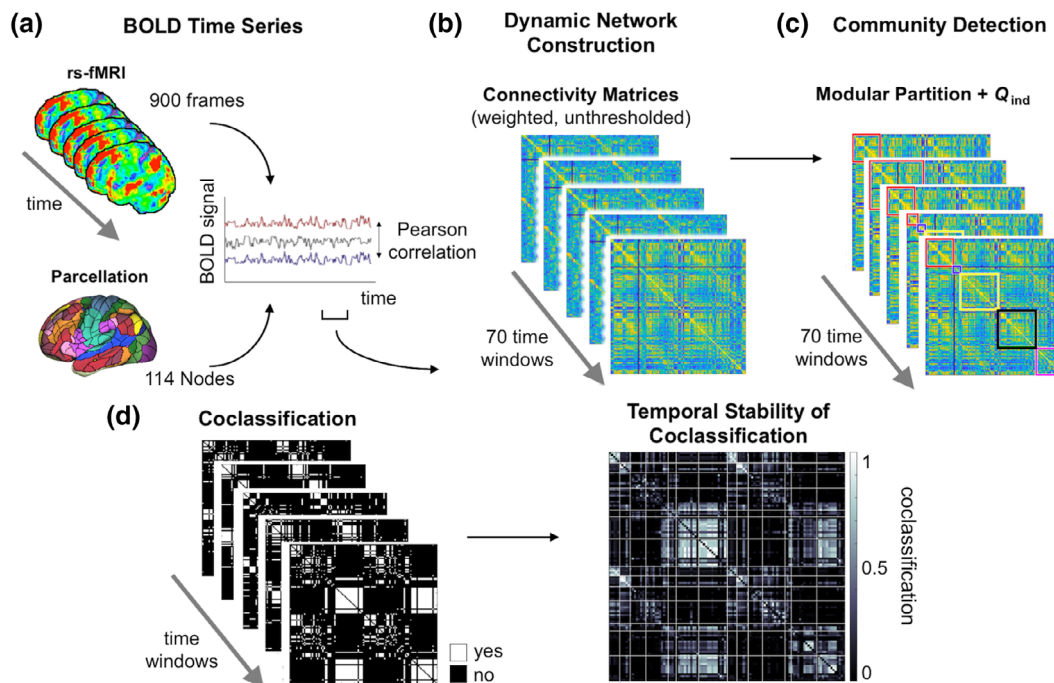 (a)
BOLD Time Series
rs-fMRI
900 frames
time
BOLD signal
Pearson
correlation
time
Parcellation
114 Nodes
(b)
Dynamic Network
Construction
Connectivity Matrices
(weighted, unthresholded)
70 time
windows
(c)
Community Detection
Modular Partition + Qind
70 time
windows
(d)
Coclassification
time
windows
yes
no
Temporal Stability of
Coclassification
1
0.5
0
coclassification